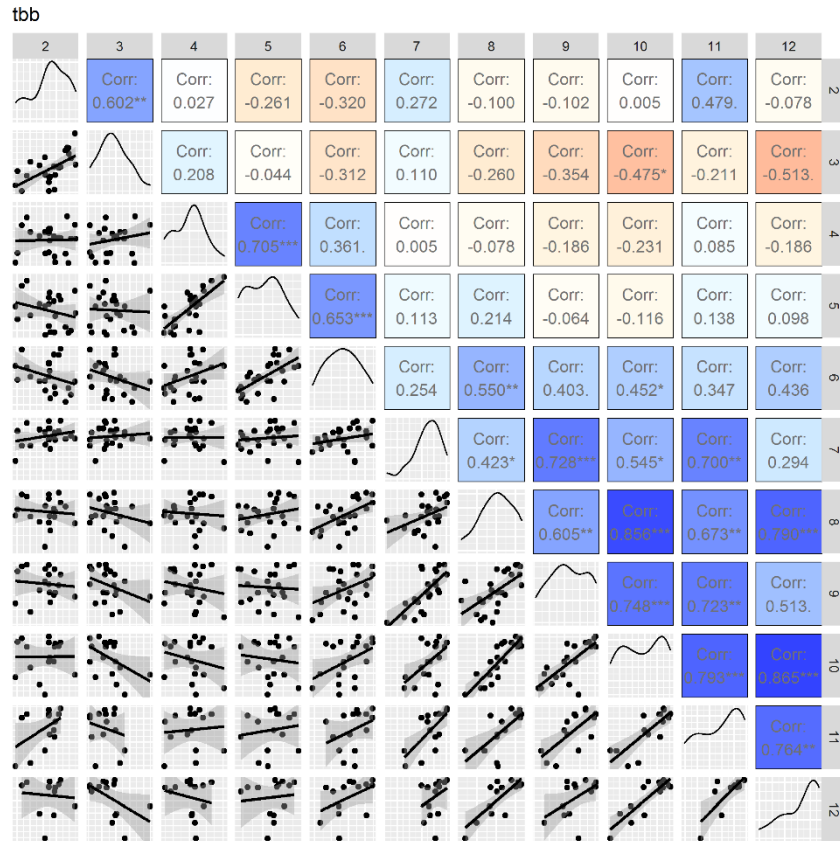 tbb
2 3 4 5 6 7 8 9 10 11 12
Corr: Corr: Corr: Corr: Corr: Corr: Corr: Corr: Corr: Corr:
0.602** 0.027 -0.261 -0.320 0.272 -0.100 -0.102 0.005 0.479. -0.078
2
Corr: Corr: Corr: Corr: Corr: Corr: Corr: Corr: Corr:
0.208 -0.044 -0.312 0.110 -0.260 -0.354 -0.475* -0.211 -0.513.
3
Corr: Corr: Corr: Corr: Corr: Corr: Corr: Corr:
0.705*** 0.361. 0.005 -0.078 -0.186 -0.231 0.085 -0.186
4
Corr: Corr: Corr: Corr: Corr: Corr: Corr:
0.653*** 0.113 0.214 -0.064 -0.116 0.138 0.098
5
Corr: Corr: Corr: Corr: Corr: Corr:
0.254 0.550** 0.403. 0.452* 0.347 0.436
6
Corr: Corr: Corr: Corr: Corr:
0.423* 0.728*** 0.545* 0.700** 0.294
7
Corr: Corr: Corr: Corr:
0.605** 0.856*** 0.673** 0.790***
8
Corr: Corr: Corr:
0.748*** 0.723** 0.513.
9
Corr: Corr:
0.793*** 0.865***
10
Corr:
0.764**
11
12